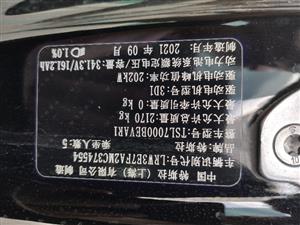 中国 特斯拉（上海）有限公司 制造
车辆识别代号：LRW3E7FA2MC374554
品牌：特斯拉 乘坐人数：5
整车型号：TSL7000BEVAR1
最大允许总质量：2170 kg
最大允许牵引质量：0 kg
驱动电机型号：3D1
驱动电机峰值功率：202kW
动力电池系统额定电压/容量：341.3V/161.2Ah
制造年月：2021 年 09 月
1.0%